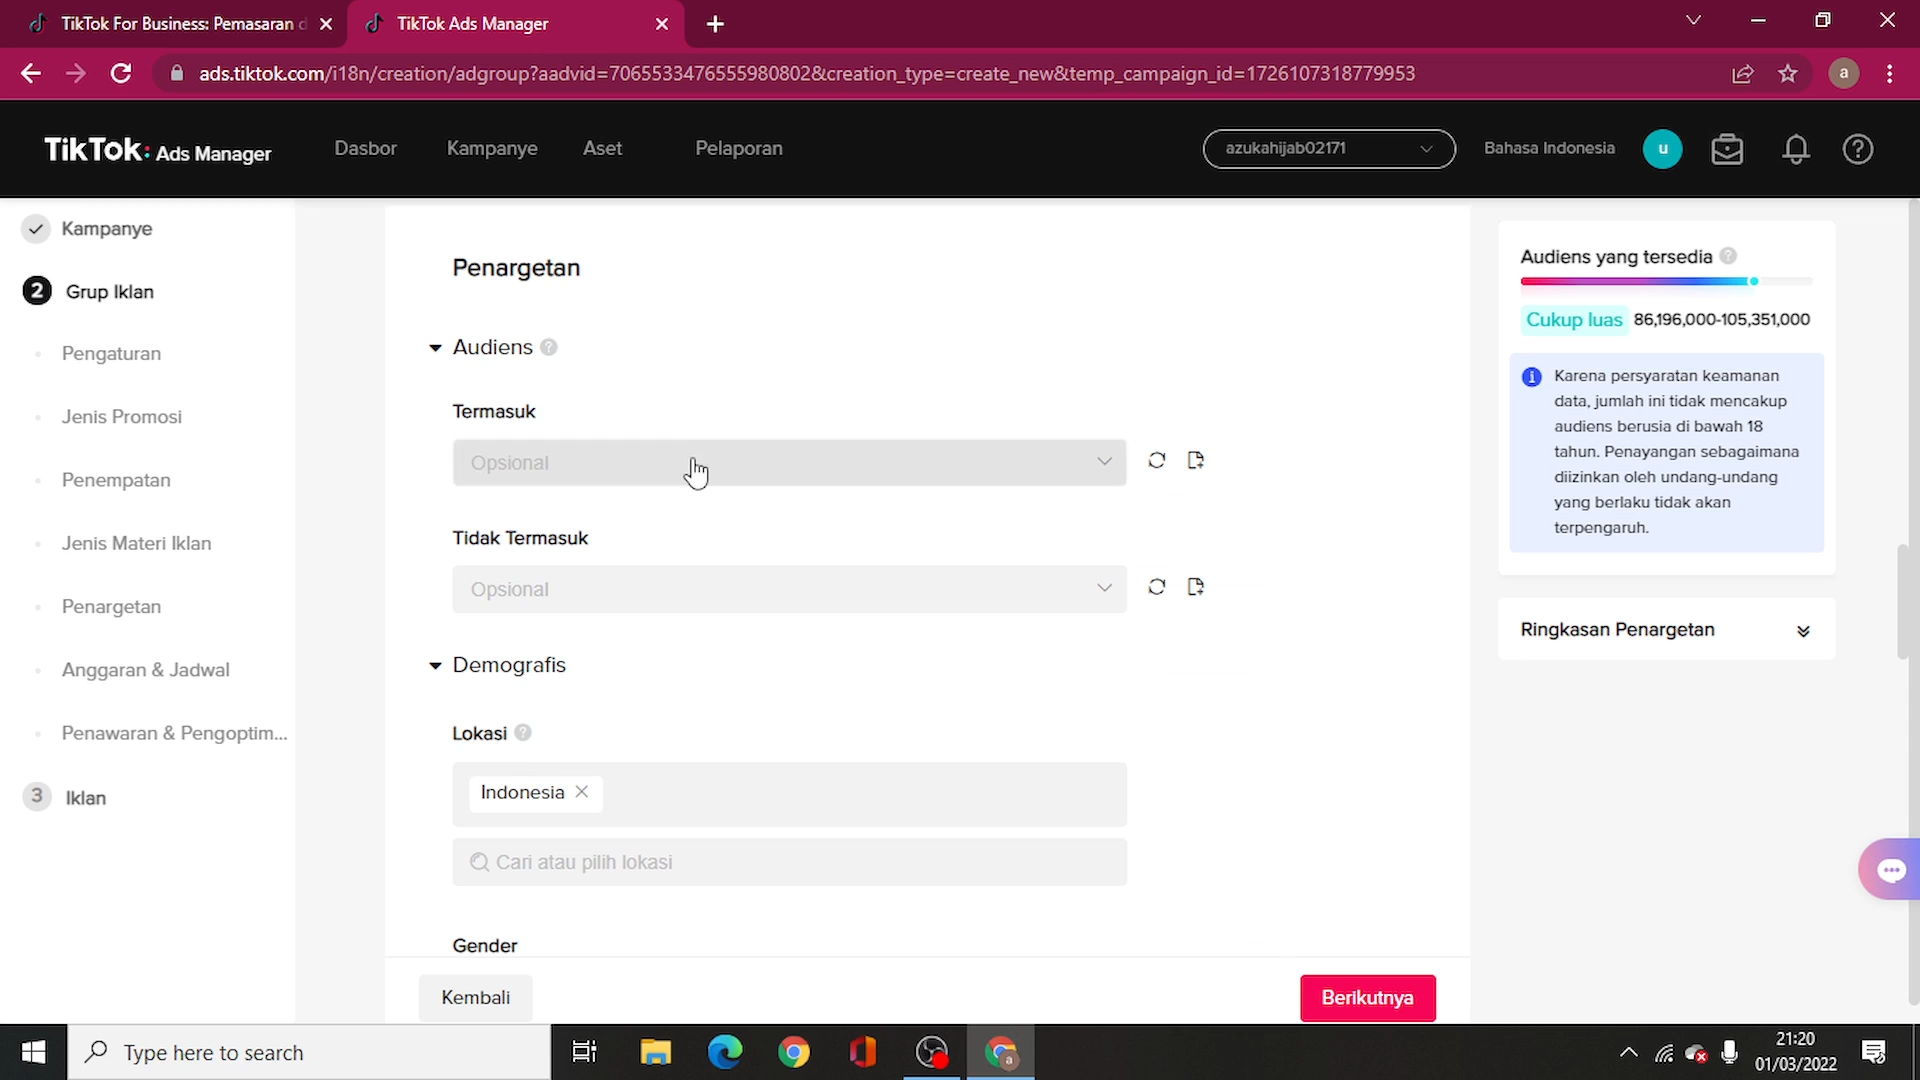 TikTok For Business: Pemasaran
TikTok Ads Manager
ads.tiktok.com/i18n/creation/adgroup?aadvid=7065533476555980802&creation_type=create_new&temp_campaign_id=1726107318779953
a
TikTok: Ads Manager
Dasbor
Kampanye
Aset
Pelaporan
azukahijab02171
Bahasa Indonesia
u
Kampanye
2 Grup Iklan
Pengaturan
Jenis Promosi
Penempatan
Jenis Materi Iklan
Penargetan
Anggaran & Jadwal
Penawaran & Pengoptim...
3 Iklan
Penargetan
Audiens
Termasuk
Opsional
Tidak Termasuk
Opsional
Demografis
Lokasi
Indonesia
Cari atau pilih lokasi
Gender
Kembali
Berikutnya
Audiens yang tersedia
Cukup luas 86,196,000-105,351,000
Karena persyaratan keamanan
data, jumlah ini tidak mencakup
audiens berusia di bawah 18
tahun. Penayangan sebagaimana
diizinkan oleh undang-undang
yang berlaku tidak akan
terpengaruh.
Ringkasan Penargetan
Type here to search
21:20
01/03/2022